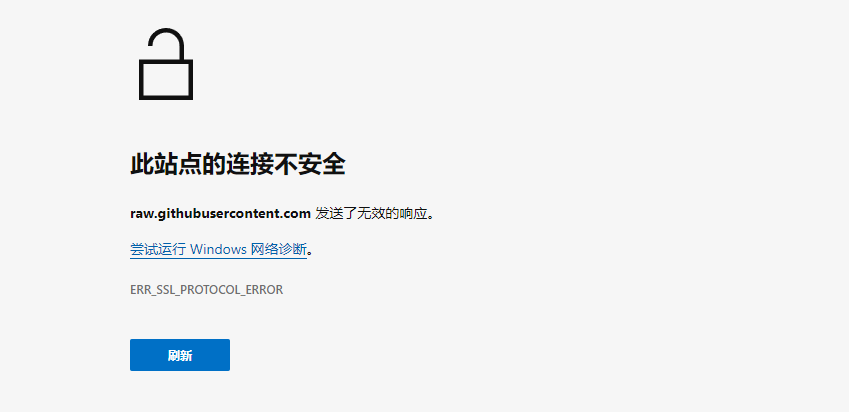 此站点的连接不安全
raw.githubusercontent.com 发送了无效的响应。
尝试运行 Windows 网络诊断。
ERR_SSL_PROTOCOL_ERROR
刷新